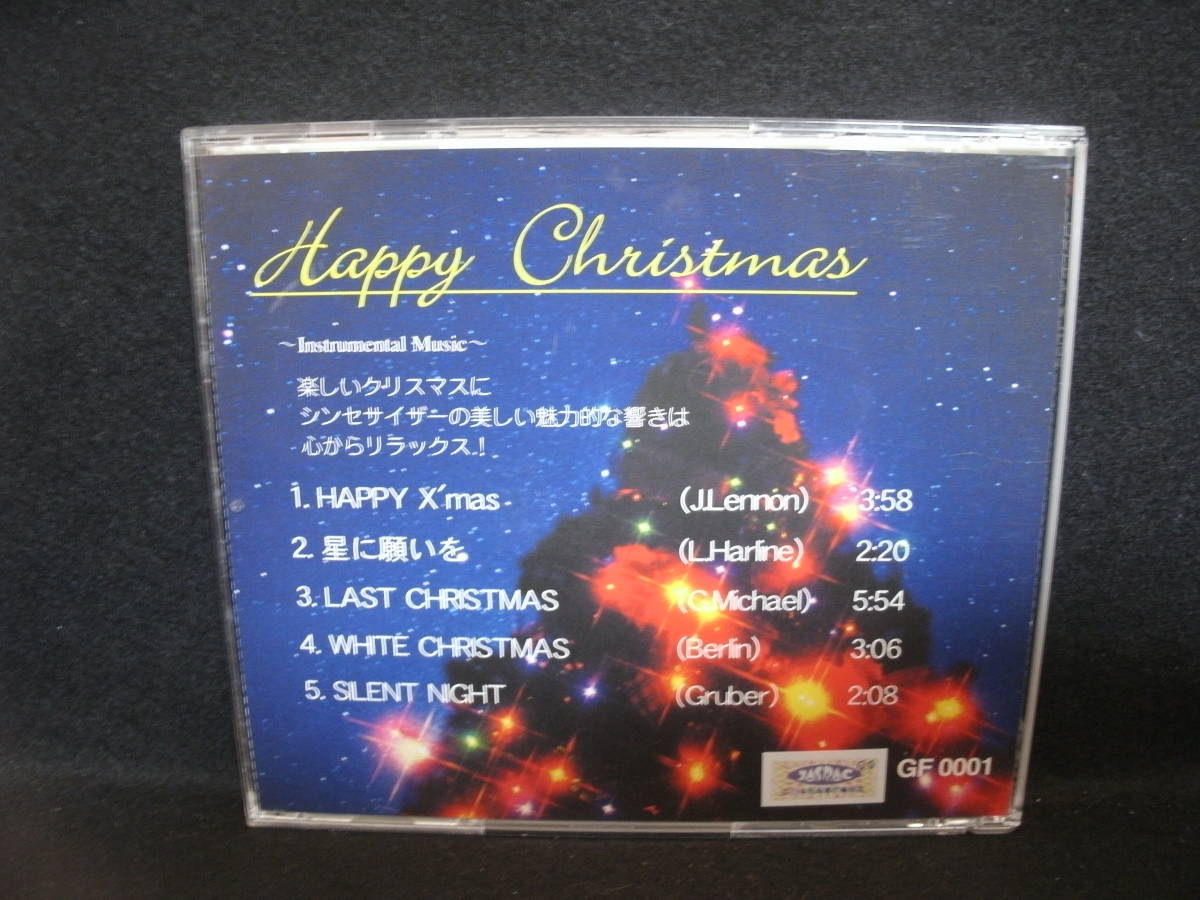 Happy Christmas
~Instrumental Music~
楽しいクリスマスに
シンセサイザーの美しい魅力的な響きは
心からリラックス!
1. HAPPY X'mas (J.Lennon) 3:58
2. 星に願いを (L.Harline) 2:20
3. LAST CHRISTMAS (G.Michael) 5:54
4. WHITE CHRISTMAS (Berlin) 3:06
5. SILENT NIGHT (Gruber) 2:08
JASRAC
GF 0001